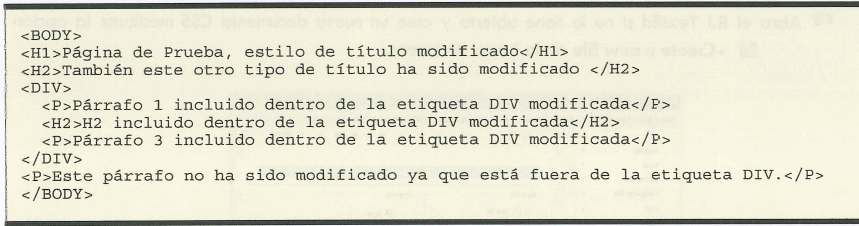 <BODY>
<H1>Página de Prueba, estilo de título modificado</H1>
<H2>También este otro tipo de título ha sido modificado </H2>
<DIV>
<P>Párrafo 1 incluido dentro de la etiqueta DIV modificada</P>
<H2>H2 incluido dentro de la etiqueta DIV modificada</H2>
<P>Párrafo 3 incluido dentro de la etiqueta DIV modificada</P>
</DIV>
<P>Este párrafo no ha sido modificado ya que está fuera de la etiqueta DIV.</P>
</BODY>